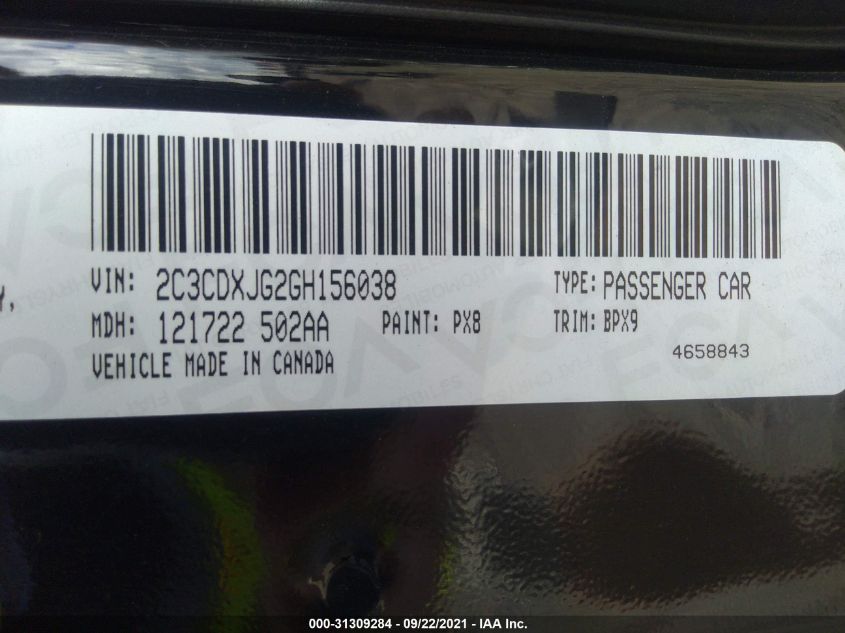 VIN: 2C3CDXJG2GH156038 TYPE: PASSENGER CAR
MDH: 121722 502AA PAINT: PX8 TRIM: BPX9
VEHICLE MADE IN CANADA 4658843
000-31309284 - 09/22/2021 - IAA Inc.